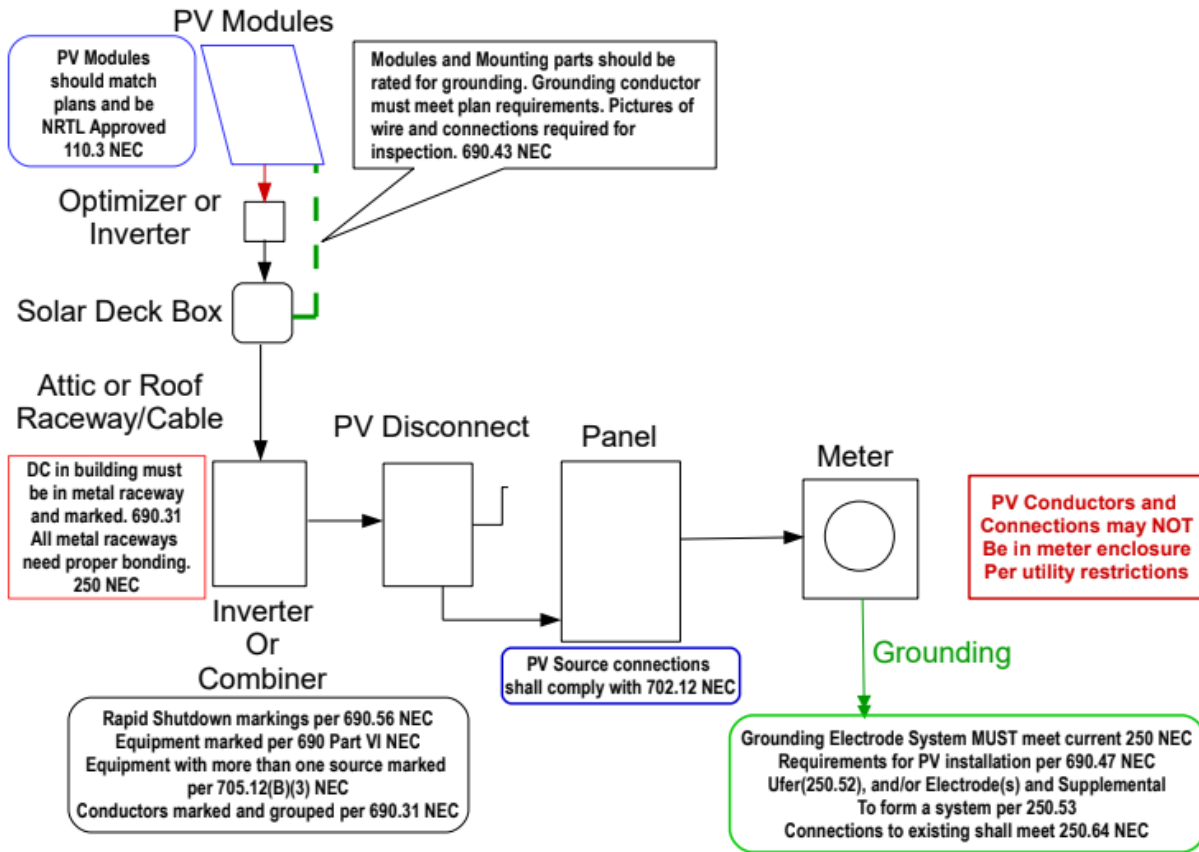 PV Modules
PV Modules
should match
plans and be
NRTL Approved
110.3 NEC
Modules and Mounting parts should be
rated for grounding. Grounding conductor
must meet plan requirements. Pictures of
wire and connections required for
inspection. 690.43 NEC
Optimizer or
Inverter
Solar Deck Box
Attic or Roof
Raceway/Cable
DC in building must
be in metal raceway
and marked. 690.31
All metal raceways
need proper bonding.
250 NEC
Inverter
Or
Combiner
Rapid Shutdown markings per 690.56 NEC
Equipment marked per 690 Part VI NEC
Equipment with more than one source marked
per 705.12(B)(3) NEC
Conductors marked and grouped per 690.31 NEC
PV Disconnect
Panel
PV Source connections
shall comply with 702.12 NEC
Meter
PV Conductors and
Connections may NOT
Be in meter enclosure
Per utility restrictions
Grounding
Grounding Electrode System MUST meet current 250 NEC
Requirements for PV installation per 690.47 NEC
Ufer(250.52), and/or Electrode(s) and Supplemental
To form a system per 250.53
Connections to existing shall meet 250.64 NEC